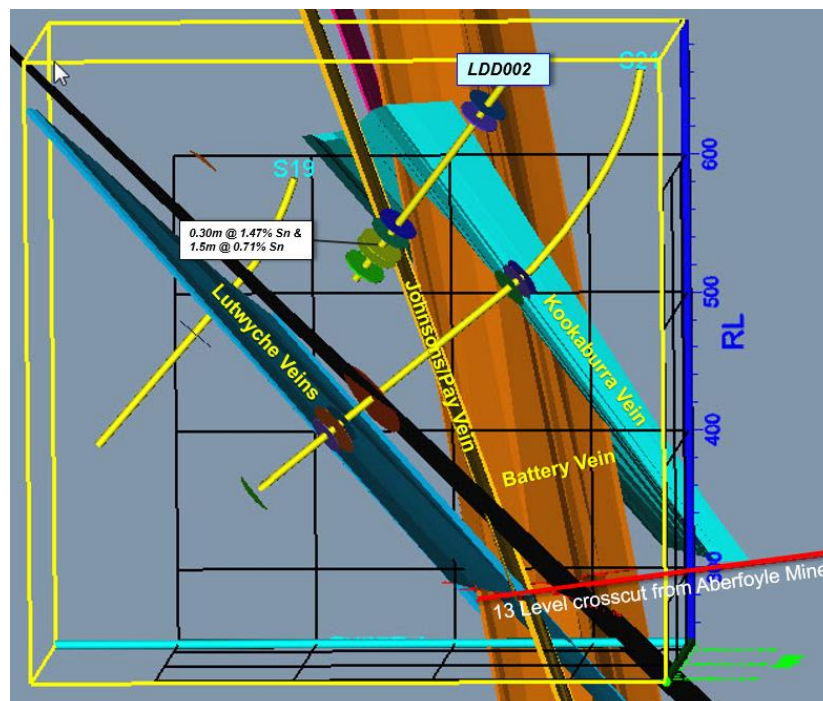 LDD002
S21
S19
600
0.30m @ 1.47% Sn &
1.5m @ 0.71% Sn
500
RL
Lutwyche Veins
Johnsons/Pay Vein
Kookaburra Vein
400
Battery Vein
13 Level crosscut from Aberfoyle Mine